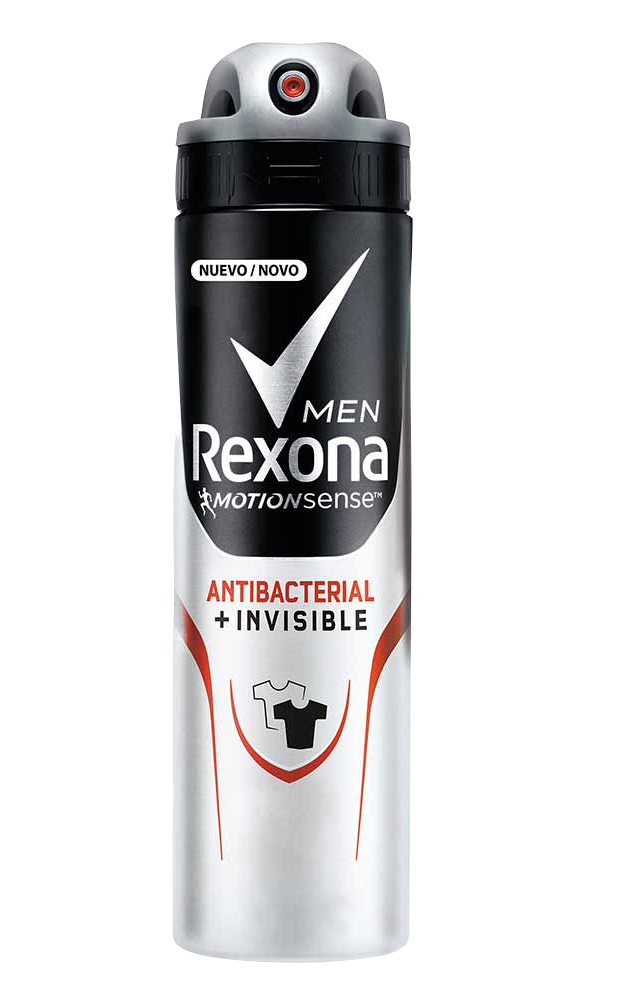 NUEVO / NOVO
MEN
Rexona
MOTIONsense™
ANTIBACTERIAL
+ INVISIBLE